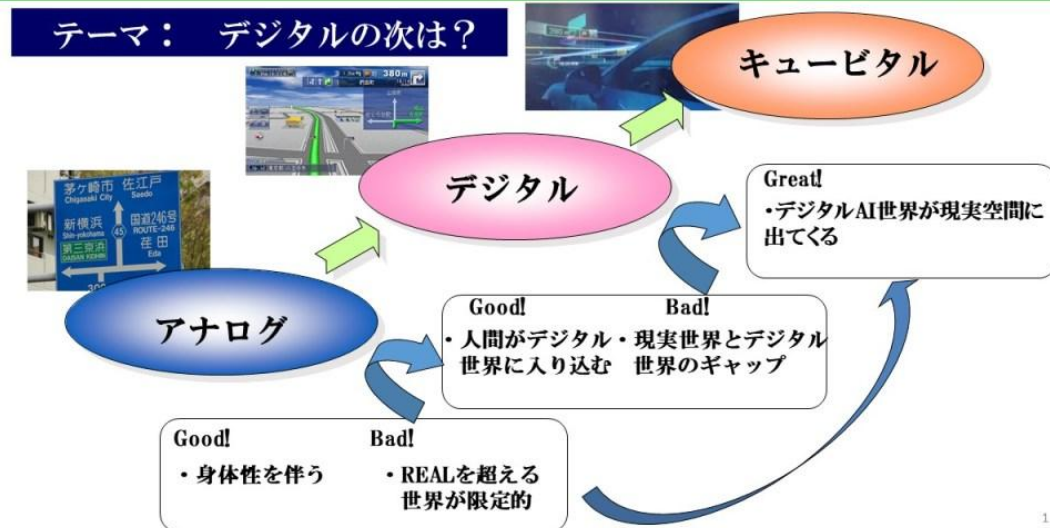 テーマ： デジタルの次は？
キュービタル
380m
デジタル
茅ケ崎市 佐江戸
Chigasaki City Saedo
新横浜 国道246号
Shin-yokohama ROUTE-246
45
第三京浜 荏田
DAISAN KEIHIN Eda
300
アナログ
Great!
・デジタルAI世界が現実空間に
出てくる
Good! Bad!
・人間がデジタル・現実世界とデジタル
世界に入り込む 世界のギャップ
Good! Bad!
・身体性を伴う ・REALを超える
世界が限定的
1